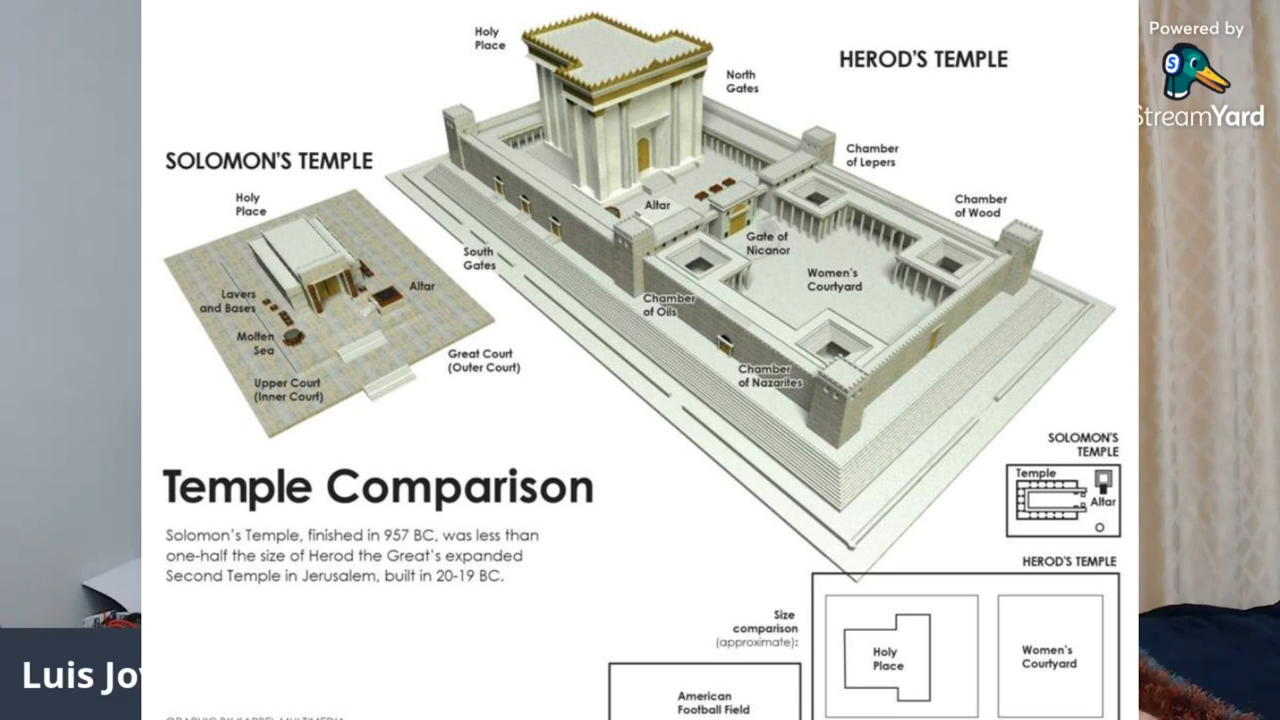 Powered by
StreamYard
Holy
Place
HEROD'S TEMPLE
North
Gates
Chamber
of Lepers
SOLOMON'S TEMPLE
Holy
Place
Altar
Chamber
of Wood
Gate of
Nicanor
South
Gates
Women's
Courtyard
Altar
Lavers
and Bases
Chamber
of Oils
Molten
Sea
Great Court
(Outer Court)
Chamber
of Nazarites
Upper Court
(Inner Court)
SOLOMON'S
TEMPLE
Temple
Altar
Temple Comparison
Solomon's Temple, finished in 957 BC, was less than
one-half the size of Herod the Great's expanded
Second Temple in Jerusalem, built in 20-19 BC.
HEROD'S TEMPLE
Size
comparison
(approximate):
Holy
Place
Women's
Courtyard
American
Football Field
Luis Jov